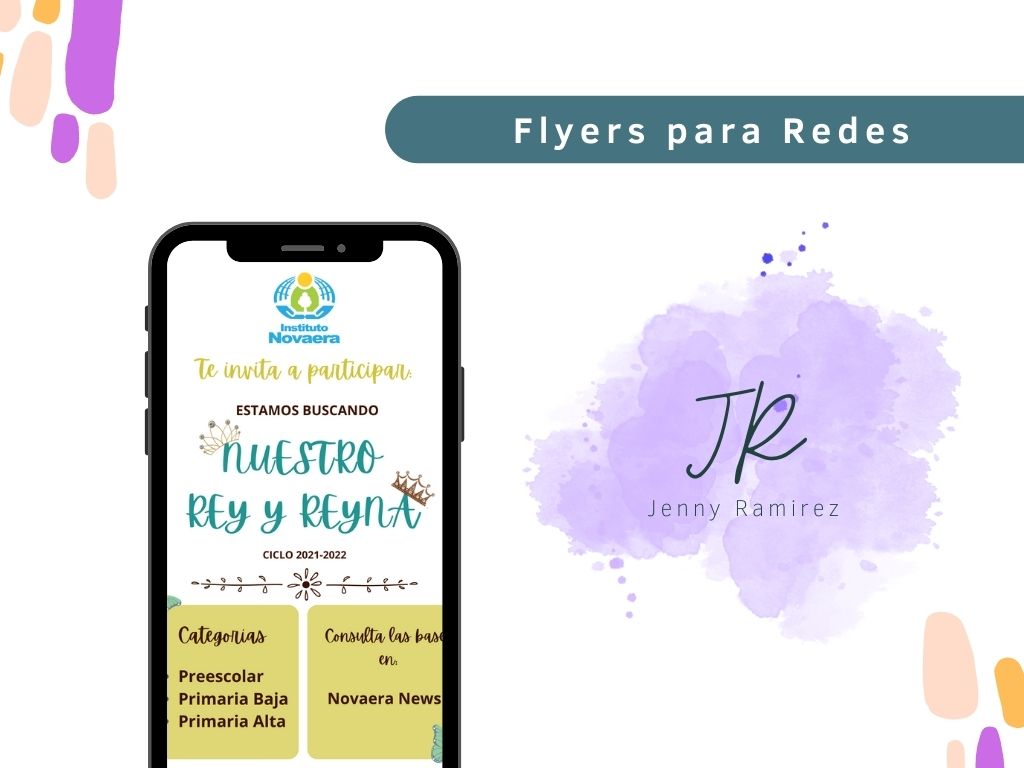 Flyers para Redes
Instituto
Novaera
Te invita a participar:
ESTAMOS BUSCANDO
NUESTRO
REY y REYNA
CICLO 2021-2022
Categorias
Preescolar
Primaria Baja
Primaria Alta
Consulta las base
en:
Novaera News
JR
Jenny Ramirez